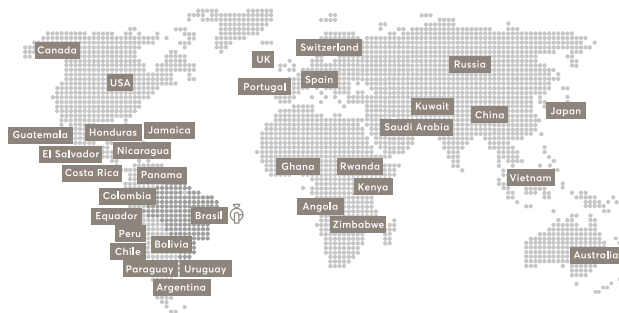 Canada
Switzerland
UK
Russia
USA
Spain
Portugal
Kuwait
Japan
China
Saudi Arabia
Guatemala
Honduras
Jamaica
El Salvador
Nicaragua
Costa Rica
Panama
Ghana
Rwanda
Vietnam
Kenya
Colombia
Angola
Equador
Brasil
Zimbabwe
Peru
Bolivia
Chile
Australia
Paraguay
Uruguay
Argentina